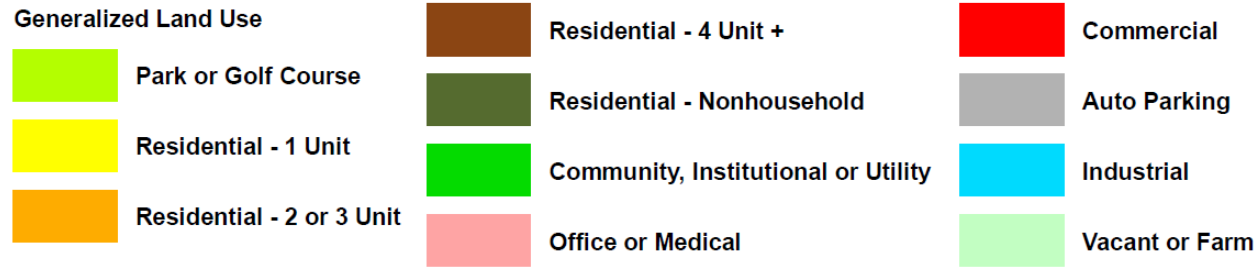 Generalized Land Use
Park or Golf Course
Residential - 1 Unit
Residential - 2 or 3 Unit
Residential - 4 Unit +
Residential - Nonhousehold
Community, Institutional or Utility
Office or Medical
Commercial
Auto Parking
Industrial
Vacant or Farm